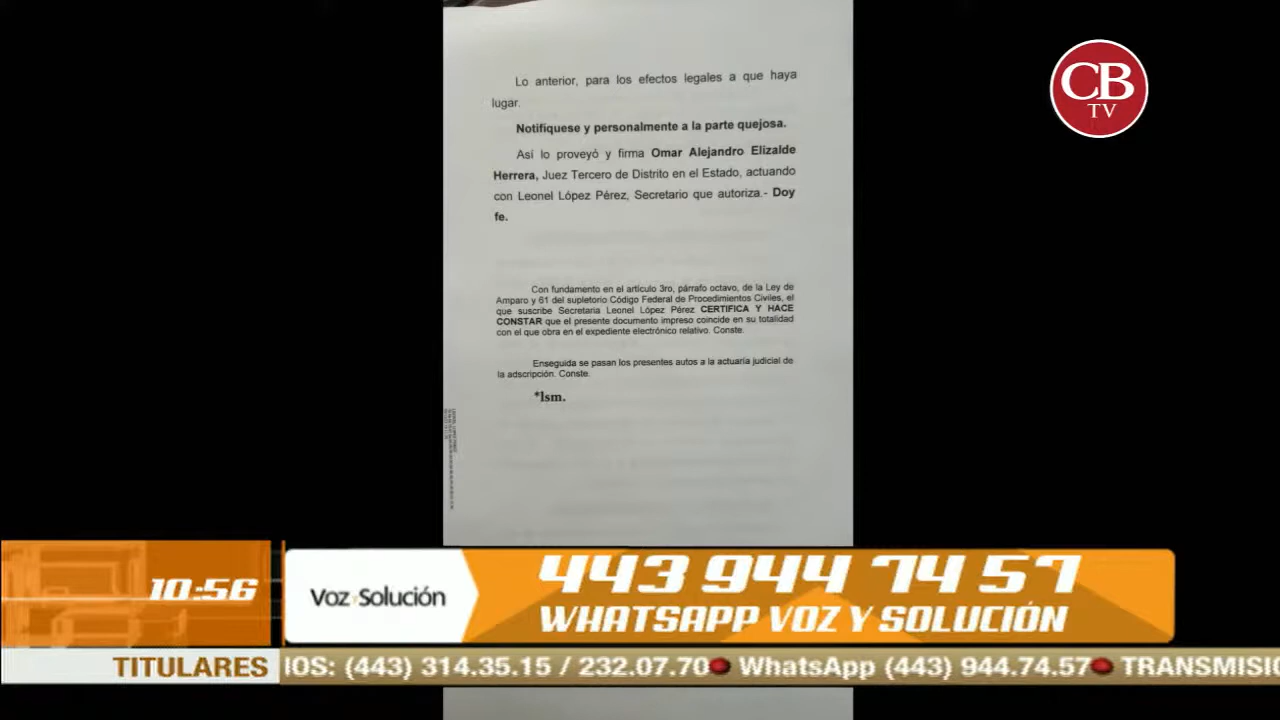 CB
TV
Lo anterior, para los efectos legales a que haya
lugar.
Notifíquese y personalmente a la parte quejosa.
Así lo proveyó y firma Omar Alejandro Elizalde
Herrera, Juez Tercero de Distrito en el Estado, actuando
con Leonel López Pérez, Secretario que autoriza.- Doy
fe.
Con fundamento en el artículo 3ro, párrafo octavo, de la Ley de
Amparo y 61 del supletorio Código Federal de Procedimientos Civiles, el
que suscribe Secretaria Leonel López Pérez CERTIFICA Y HACE
CONSTAR que el presente documento impreso coincide en su totalidad
con el que obra en el expediente electrónico relativo. Conste.
Enseguida se pasan los presentes autos a la actuaría judicial de
la adscripción. Conste.
*lsm.
10:56
Voz y Solución
443 944 74 57
WHATSAPP VOZ Y SOLUCIÓN
TITULARES
IOS: (443) 314.35.15 / 232.07.70 WhatsApp (443) 944.74.57 TRANSMISIO